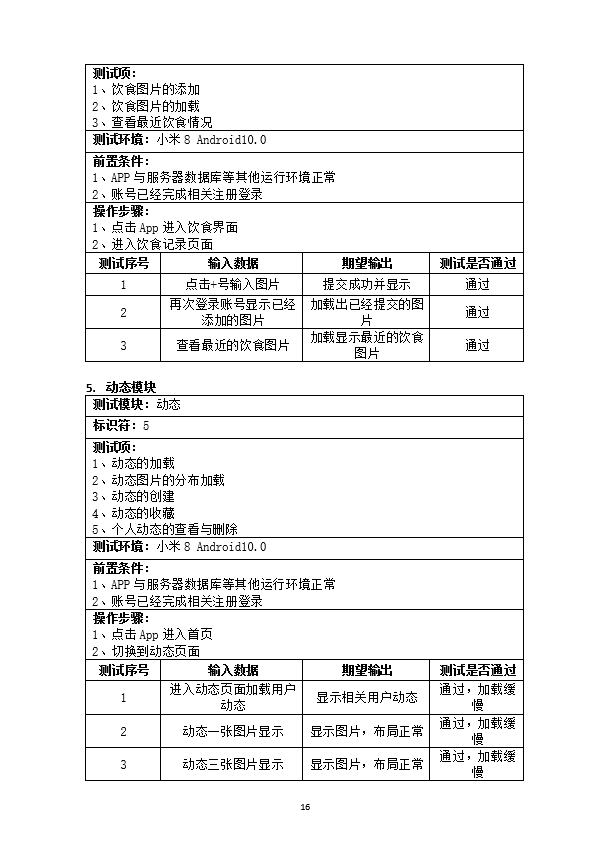 测试项：
1、饮食图片的添加
2、饮食图片的加载
3、查看最近饮食情况
测试环境：小米 8 Android10.0
前置条件：
1、APP 与服务器数据库等其他运行环境正常
2、账号已经完成相关注册登录
操作步骤：
1、点击 App 进入饮食界面
2、进入饮食记录页面
测试序号 输入数据 期望输出 测试是否通过
1 点击+号输入图片 提交成功并显示 通过
2 再次登录账号显示已经添加的图片 加载出已经提交的图片 通过
3 查看最近的饮食图片 加载显示最近的饮食图片 通过
5. 动态模块
测试模块：动态
标识符：5
测试项：
1、动态的加载
2、动态图片的分布加载
3、动态的创建
4、动态的收藏
5、个人动态的查看与删除
测试环境：小米 8 Android10.0
前置条件：
1、APP 与服务器数据库等其他运行环境正常
2、账号已经完成相关注册登录
操作步骤：
1、点击 App 进入首页
2、切换到动态页面
测试序号 输入数据 期望输出 测试是否通过
1 进入动态页面加载用户动态 显示相关用户动态 通过，加载缓慢
2 动态一张图片显示 显示图片，布局正常 通过，加载缓慢
3 动态三张图片显示 显示图片，布局正常 通过，加载缓慢
16